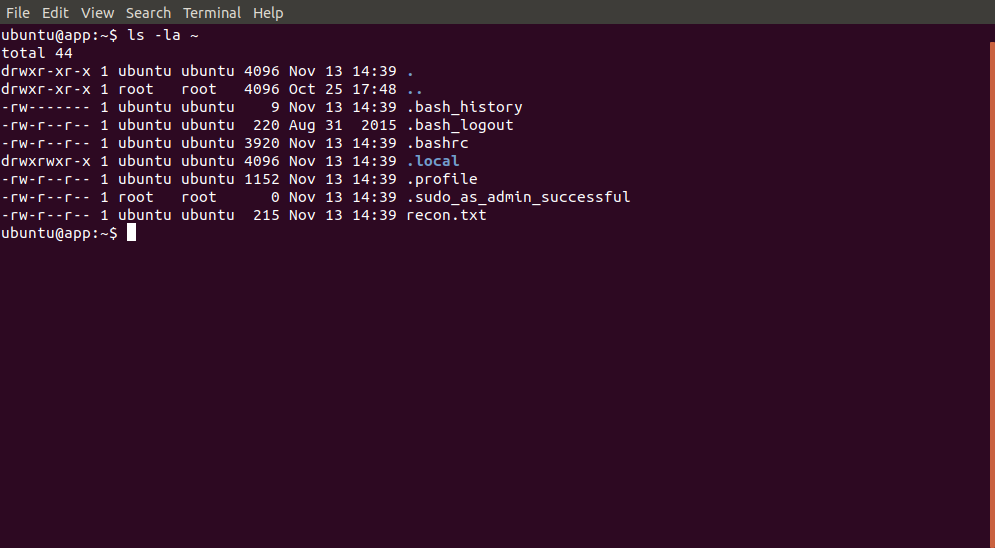 File Edit View Search Terminal Help
ubuntu@app:~$ ls -la ~
total 44
drwxr-xr-x 1 ubuntu ubuntu 4096 Nov 13 14:39 .
drwxr-xr-x 1 root   root   4096 Oct 25 17:48 ..
-rw------- 1 ubuntu ubuntu    9 Nov 13 14:39 .bash_history
-rw-r--r-- 1 ubuntu ubuntu  220 Aug 31  2015 .bash_logout
-rw-r--r-- 1 ubuntu ubuntu 3920 Nov 13 14:39 .bashrc
drwxrwxr-x 1 ubuntu ubuntu 4096 Nov 13 14:39 .local
-rw-r--r-- 1 ubuntu ubuntu 1152 Nov 13 14:39 .profile
-rw-r--r-- 1 root   root      0 Nov 13 14:39 .sudo_as_admin_successful
-rw-r--r-- 1 ubuntu ubuntu  215 Nov 13 14:39 recon.txt
ubuntu@app:~$